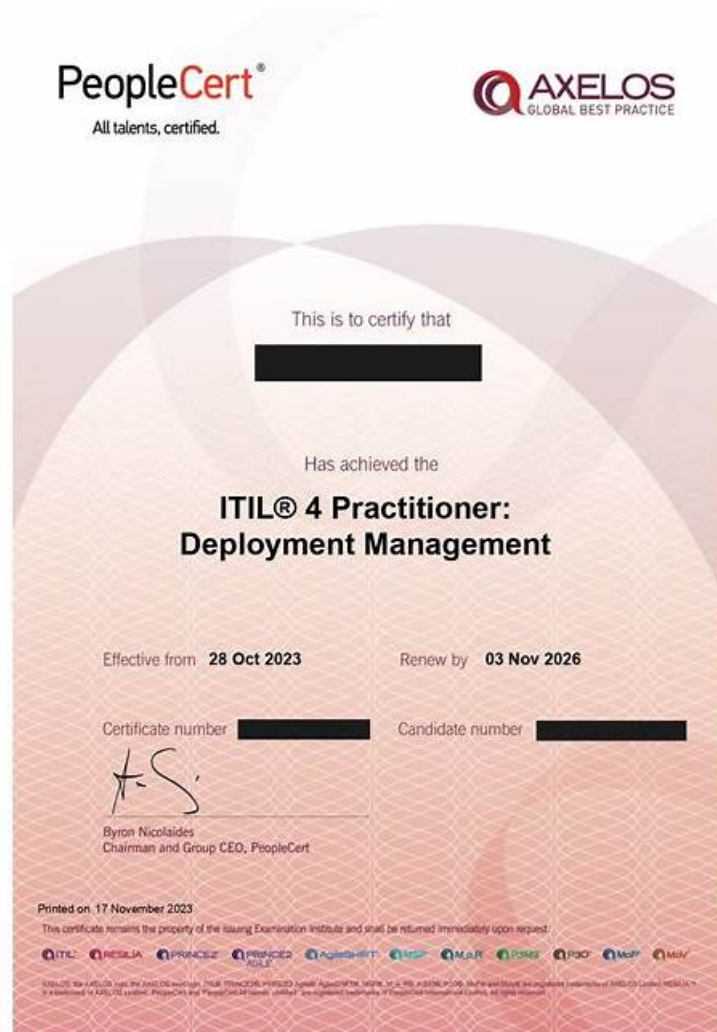 PeopleCert®
All talents, certified.
AXELOS
GLOBAL BEST PRACTICE
This is to certify that
Has achieved the
ITIL® 4 Practitioner:
Deployment Management
Effective from 28 Oct 2023 Renew by 03 Nov 2026
Certificate number Candidate number
Byron Nicolaides
Chairman and Group CEO, PeopleCert
Printed on 17 November 2023
This certificate remains the property of the issuing Examination Institute and shall be returned immediately upon request.
ITIL® RESILIA PRINCE2 PRINCE2 AGILE AgileSHIFT MSP M_o_R P3M3 P3O MoP MoV